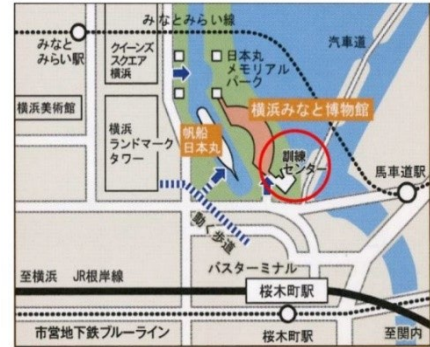 みなとみらい線
みなと
みらい駅
クイーンズ
スクエア
横浜
日本丸
メモリアル
パーク
汽車道
横浜美術館
横浜
ランドマーク
タワー
帆船
日本丸
横浜みなと博物館
訓練
センター
馬車道駅
動く歩道
バスターミナル
至横浜 JR根岸線
桜木町駅
市営地下鉄ブルーライン
桜木町駅
至関内